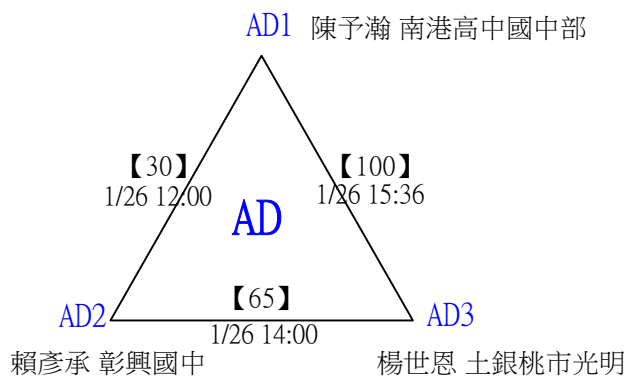 AD1 陳予瀚 南港高中國中部
【30】 【100】
1/26 12:00 1/26 15:36
AD
【65】
AD2 AD3
1/26 14:00
賴彥承 彰興國中 楊世恩 土銀桃市光明